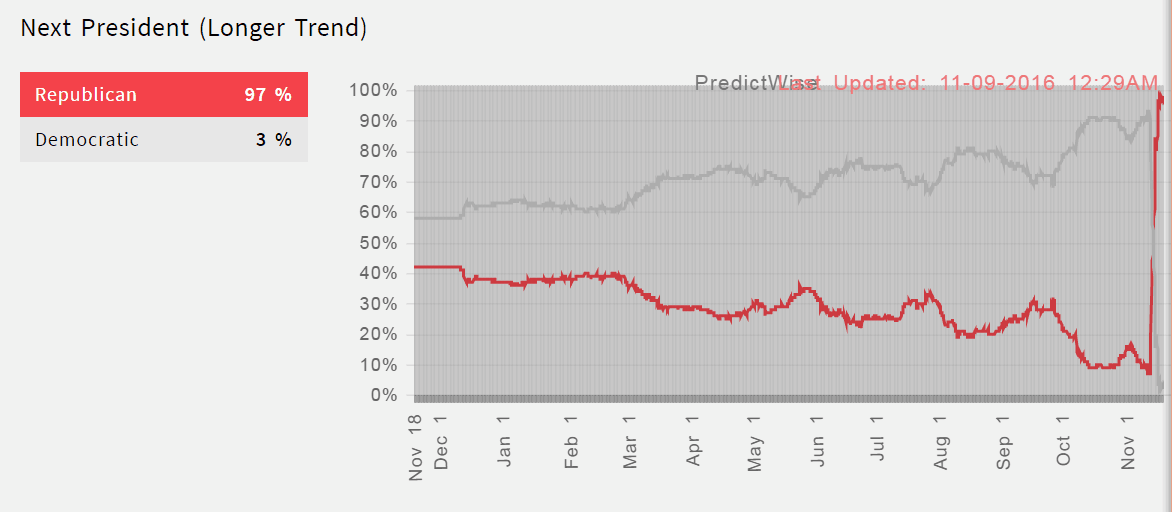 Next President (Longer Trend)
Republican 97 %
Democratic 3 %
PredictWise
Last Updated: 11-09-2016 12:29AM
100%
90%
80%
70%
60%
50%
40%
30%
20%
10%
0%
Nov 18
Dec 1
Jan 1
Feb 1
Mar 1
Apr 1
May 1
Jun 1
Jul 1
Aug 1
Sep 1
Oct 1
Nov 1